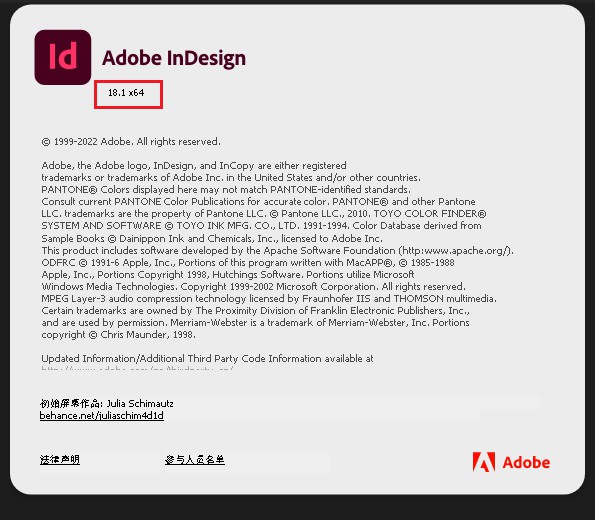 Id
Adobe InDesign
18.1 x64
© 1999-2022 Adobe. All rights reserved.
Adobe, the Adobe logo, InDesign, and InCopy are either registered
trademarks or trademarks of Adobe Inc. in the United States and/or other countries.
PANTONE® Colors displayed here may not match PANTONE-identified standards.
Consult current PANTONE Color Publications for accurate color. PANTONE® and other Pantone
LLC. trademarks are the property of Pantone LLC. © Pantone LLC., 2010. TOYO COLOR FINDER®
SYSTEM AND SOFTWARE © TOYO INK MFG. CO., LTD. 1991-1994. Color Database derived from
Sample Books © Dainippon Ink and Chemicals, Inc., licensed to Adobe Inc.
This product includes software developed by the Apache Software Foundation (http:www.apache.org/).
ODFRC © 1991-6 Apple, Inc., Portions of this program written with MacAPP®, © 1985-1988
Apple, Inc., Portions Copyright 1998, Hutchings Software. Portions utilize Microsoft
Windows Media Technologies. Copyright 1999-2002 Microsoft Corporation. All rights reserved.
MPEG Layer-3 audio compression technology licensed by Fraunhofer IIS and THOMSON multimedia.
Certain trademarks are owned by The Proximity Division of Franklin Electronic Publishers, Inc.,
and are used by permission. Merriam-Webster is a trademark of Merriam-Webster, Inc. Portions
copyright © Chris Maunder, 1998.
Updated Information/Additional Third Party Code Information available at
初始屏幕作品: Julia Schimautz
behance.net/juliaschim4d1d
法律声明 参与人员名单
Adobe